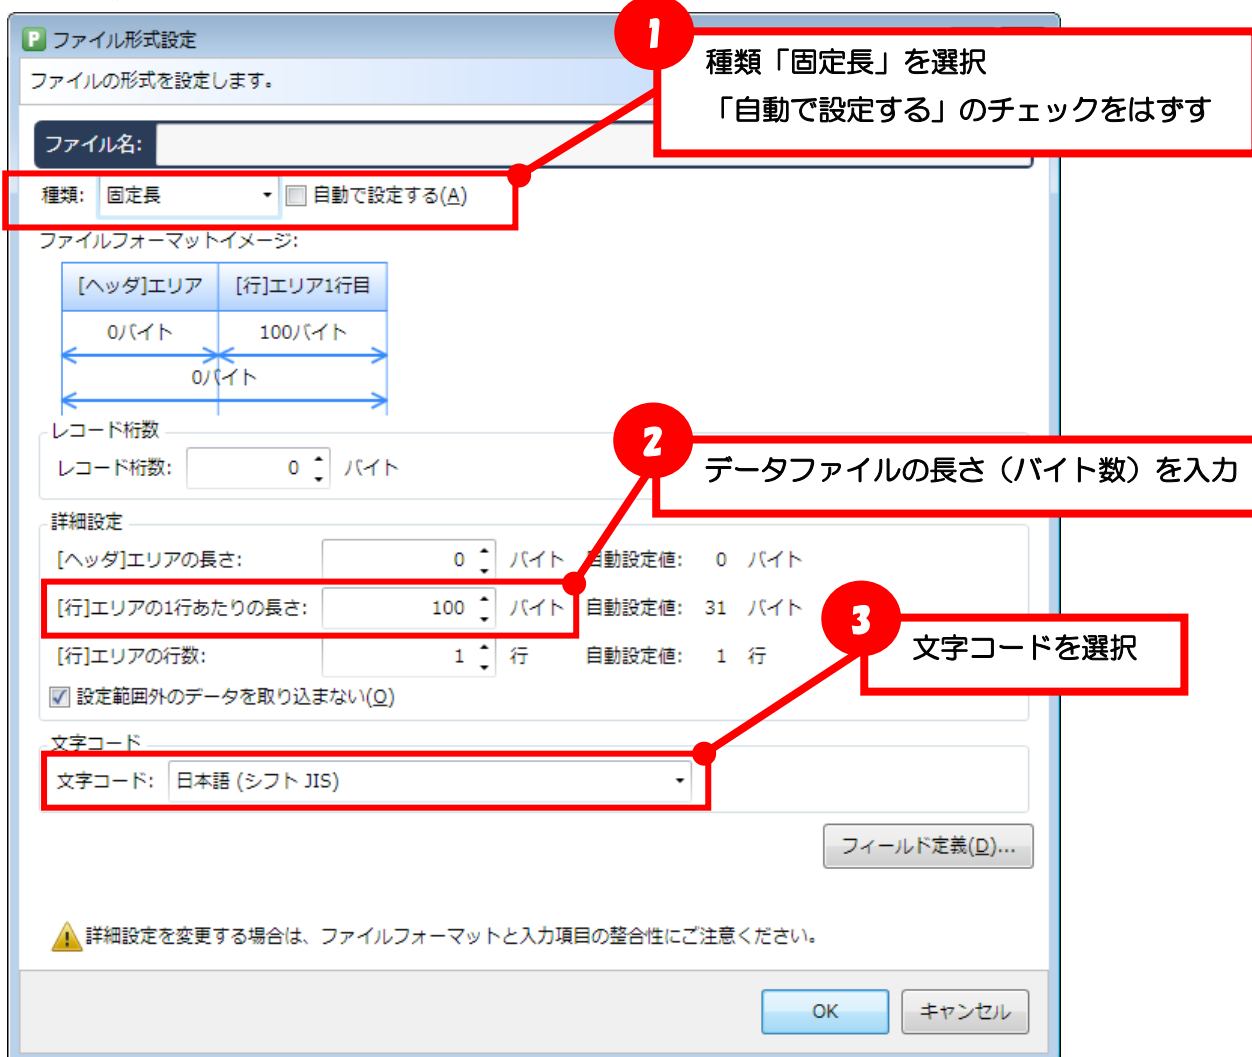 P ファイル形式設定
1
種類「固定長」を選択
「自動で設定する」のチェックをはずす
ファイルの形式を設定します。
ファイル名:
種類: 固定長 自動で設定する(A)
ファイルフォーマットイメージ:
[ヘッダ]エリア [行]エリア1行目
0バイト 100バイト
0バイト
レコード桁数
レコード桁数: 0 バイト
2
データファイルの長さ（バイト数）を入力
詳細設定
[ヘッダ]エリアの長さ: 0 バイト 自動設定値: 0 バイト
[行]エリアの1行あたりの長さ: 100 バイト 自動設定値: 31 バイト
[行]エリアの行数: 1 行 自動設定値: 1 行
3
文字コードを選択
設定範囲外のデータを取り込まない(O)
文字コード
文字コード: 日本語 (シフト JIS)
フィールド定義(D)...
詳細設定を変更する場合は、ファイルフォーマットと入力項目の整合性にご注意ください。
OK キャンセル